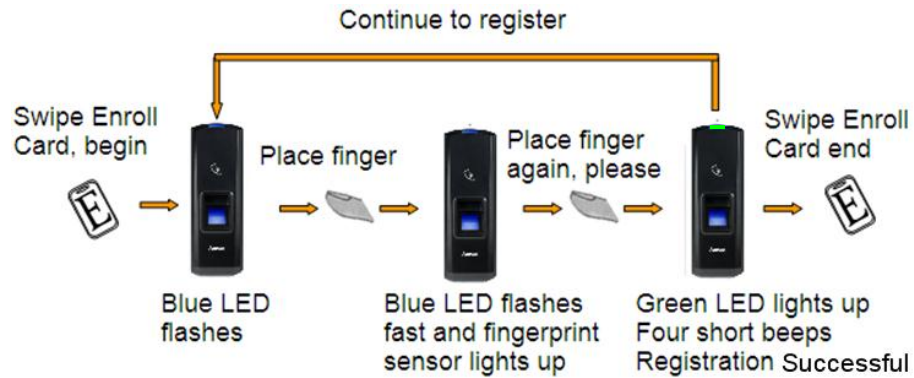 Continue to register
Swipe Enroll
Card, begin
E
Place finger
Place finger
again, please
Swipe Enroll
Card end
E
Blue LED
flashes
Blue LED flashes
fast and fingerprint
sensor lights up
Green LED lights up
Four short beeps
Registration Successful